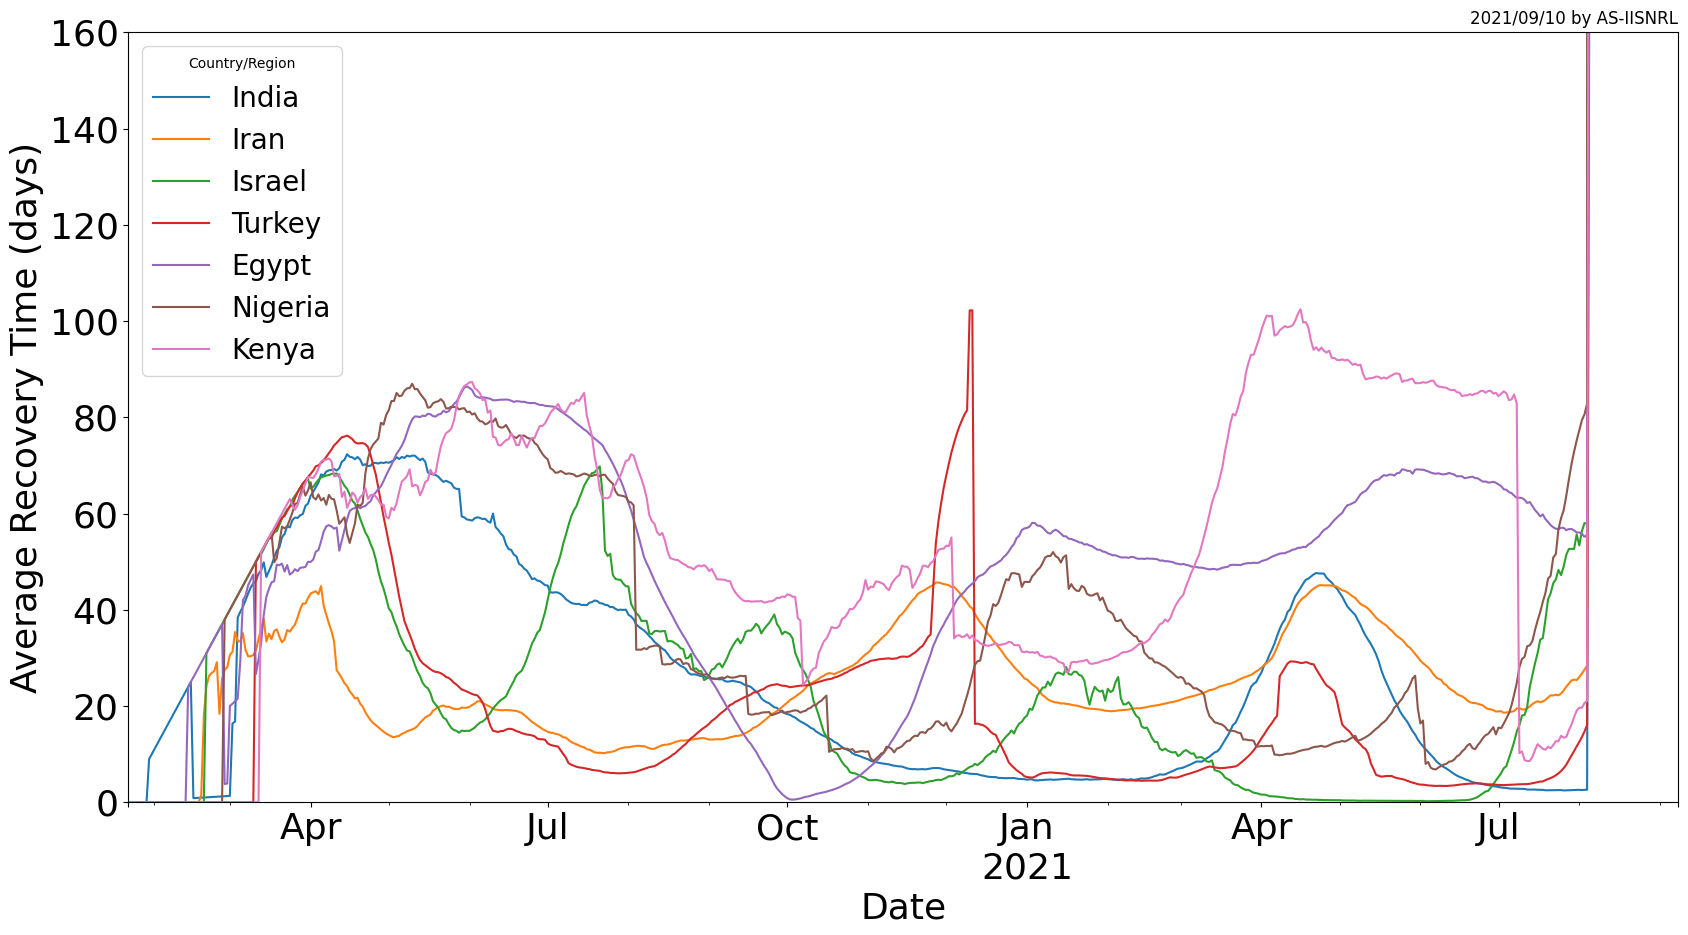 2021/09/10 by AS-IISNRL
Average Recovery Time (days)
160
140
120
100
80
60
40
20
0
Country/Region
India
Iran
Israel
Turkey
Egypt
Nigeria
Kenya
Apr
Jul
Oct
Jan
2021
Apr
Jul
Date